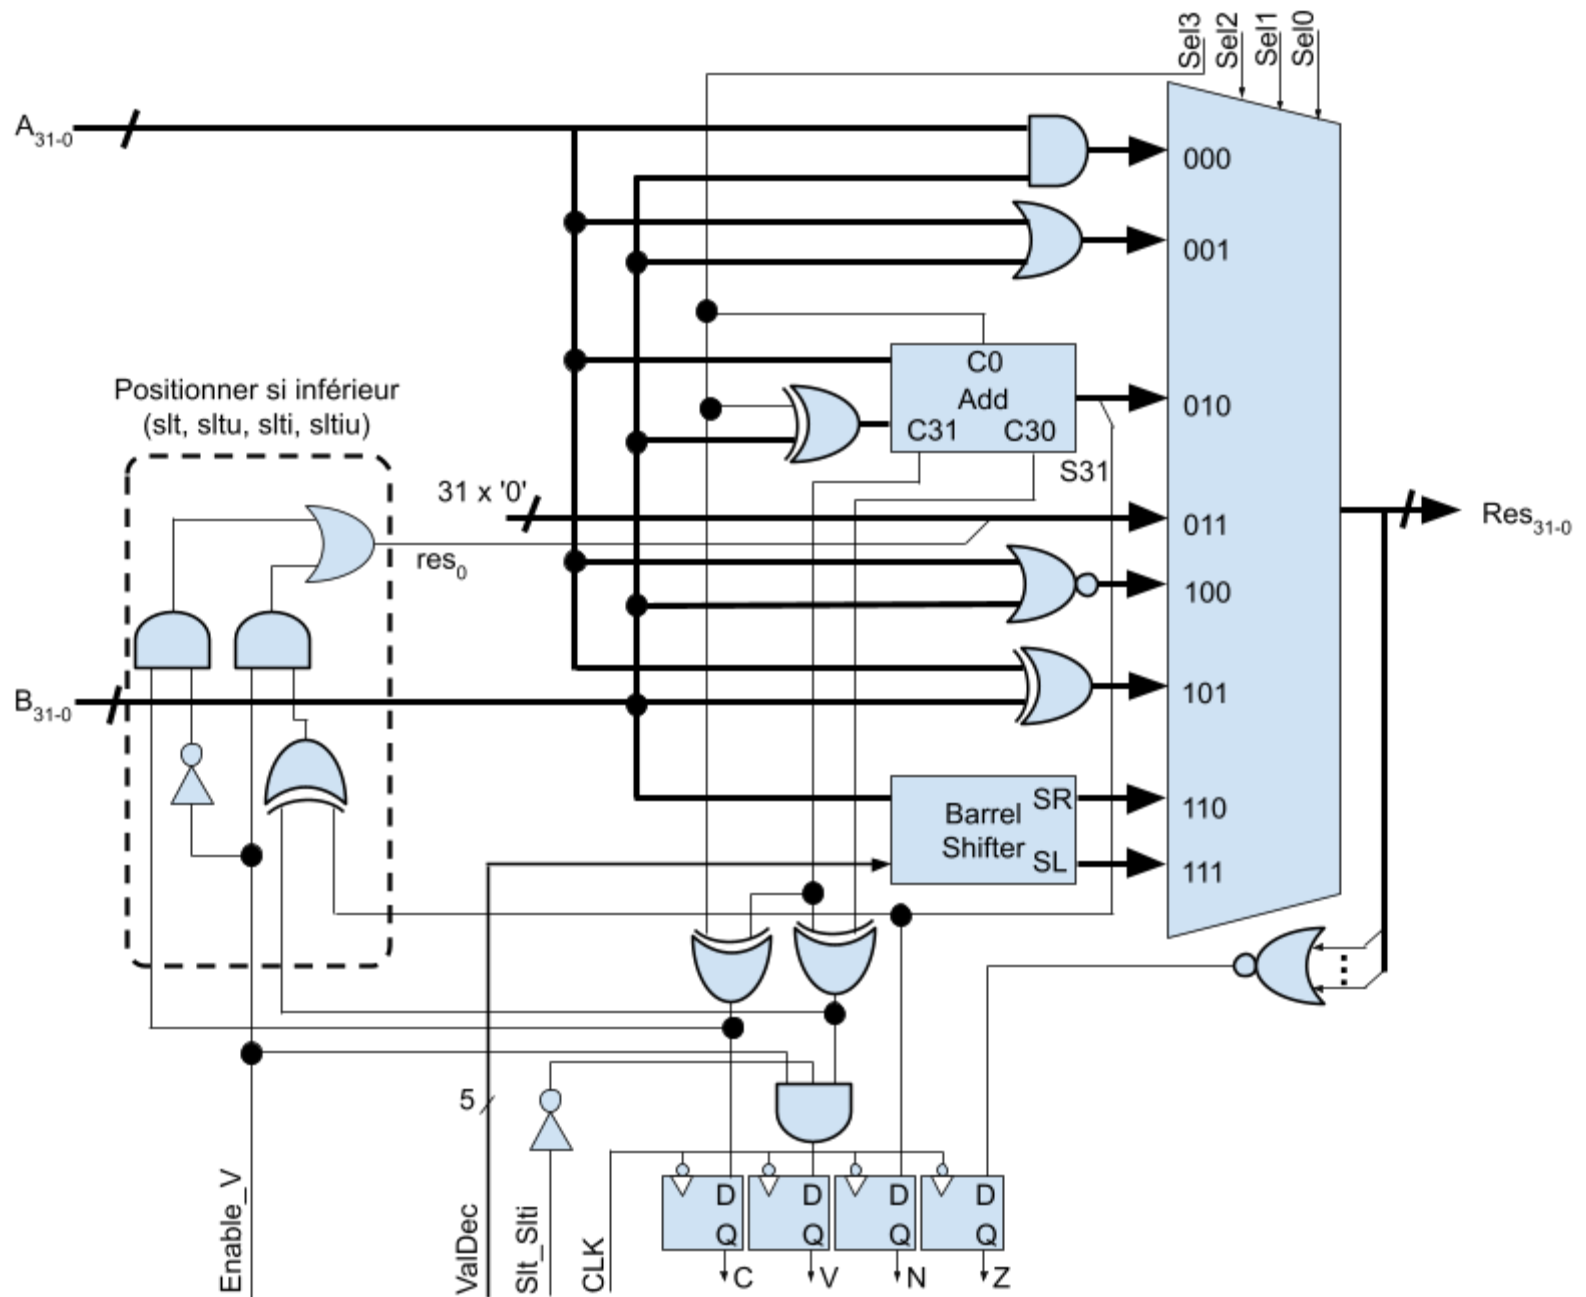 Sel3
Sel2
Sel1
Sel0
A31-0
000
001
C0
Add
C31 C30
010
S31
Positionner si inférieur
(slt, sltu, slti, sltiu)
31 x '0'
011
Res31-0
res0
100
B31-0
101
Barrel
Shifter
SR
SL
110
111
5
Enable_V
ValDec
Slt_Slti
CLK
D
Q
D
Q
D
Q
D
Q
C
V
N
Z